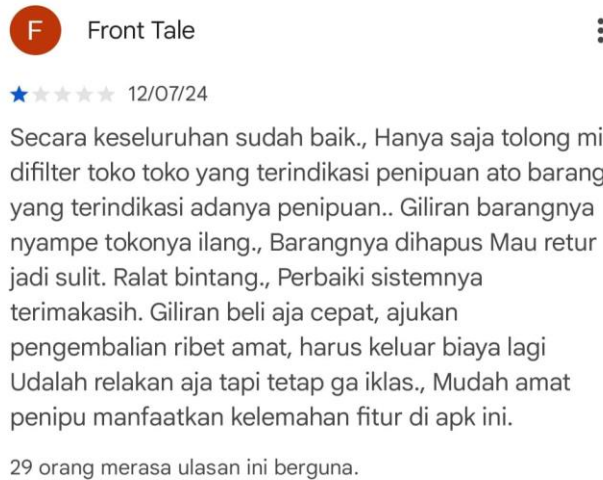 F
Front Tale
12/07/24
Secara keseluruhan sudah baik., Hanya saja tolong mi
difilter toko toko yang terindikasi penipuan ato barang
yang terindikasi adanya penipuan.. Giliran barangnya
nyampe tokonya ilang., Barangnya dihapus Mau retur
jadi sulit. Ralat bintang., Perbaiki sistemnya
terimakasih. Giliran beli aja cepat, ajukan
pengembalian ribet amat, harus keluar biaya lagi
Udalah relakan aja tapi tetap ga iklas., Mudah amat
penipu manfaatkan kelemahan fitur di apk ini.
29 orang merasa ulasan ini berguna.